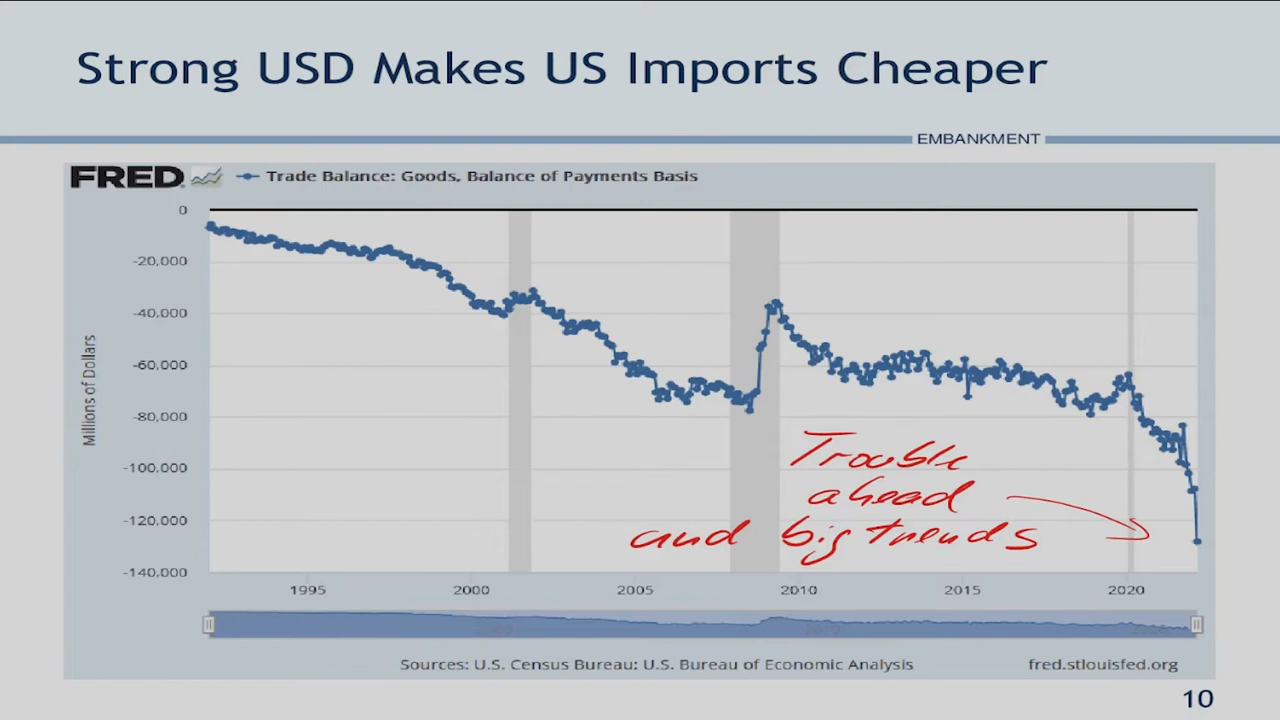 Strong USD Makes US Imports Cheaper
EMBANKMENT
FRED
Trade Balance: Goods, Balance of Payments Basis
0
-20,000
-40,000
-60,000
-80,000
-100,000
-120,000
-140,000
Millions of Dollars
Trouble
ahead
and big trends
1995
2000
2005
2010
2015
2020
Sources: U.S. Census Bureau; U.S. Bureau of Economic Analysis
fred.stlouisfed.org
10